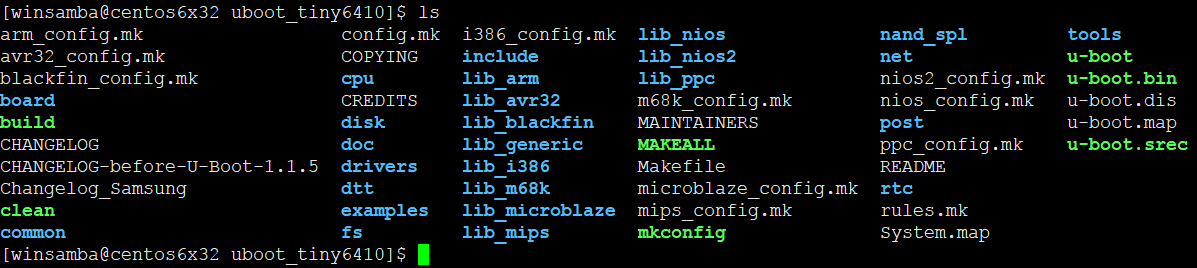 [winsamba@centos6x32 uboot_tiny6410]$ ls
arm_config.mk config.mk i386_config.mk lib_nios nand_spl tools
avr32_config.mk COPYING include lib_nios2 net u-boot
blackfin_config.mk cpu lib_arm lib_ppc nios2_config.mk u-boot.bin
board CREDITS lib_avr32 m68k_config.mk nios_config.mk u-boot.dis
build disk lib_blackfin MAINTAINERS post u-boot.map
CHANGELOG doc lib_generic MAKEALL ppc_config.mk u-boot.srec
CHANGELOG-before-U-Boot-1.1.5 drivers lib_i386 Makefile README
Changelog_Samsung dtt lib_m68k microblaze_config.mk rtc
clean examples lib_microblaze mips_config.mk rules.mk
common fs lib_mips mkconfig System.map
[winsamba@centos6x32 uboot_tiny6410]$